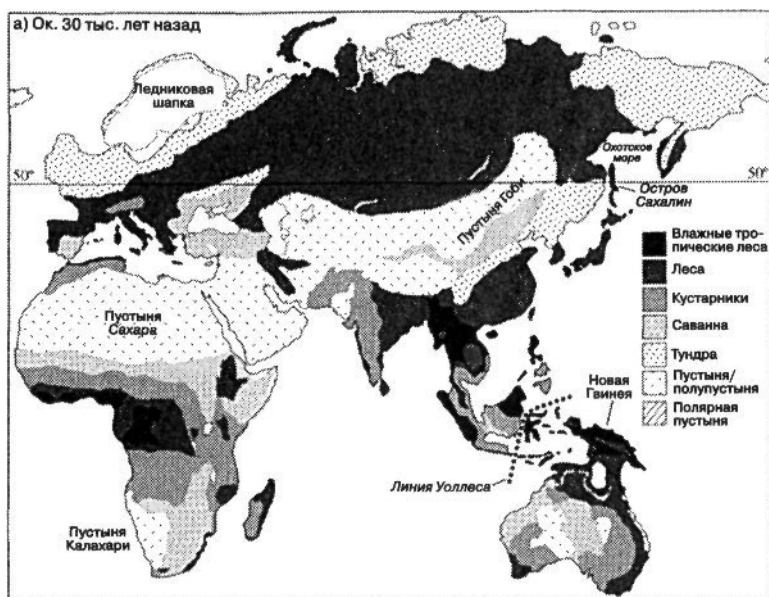 а) Ок. 30 тыс. лет назад
Ледниковая
шапка
Охотское
море
50°
50°
Остров
Сахалин
Пустыня Гоби
Влажные тро-
пические леса
Леса
Кустарники
Саванна
Тундра
Пустыня/
полупустыня
Полярная
пустыня
Пустыня
Сахара
Новая
Гвинея
Линия Уоллеса
Пустыня
Калахари